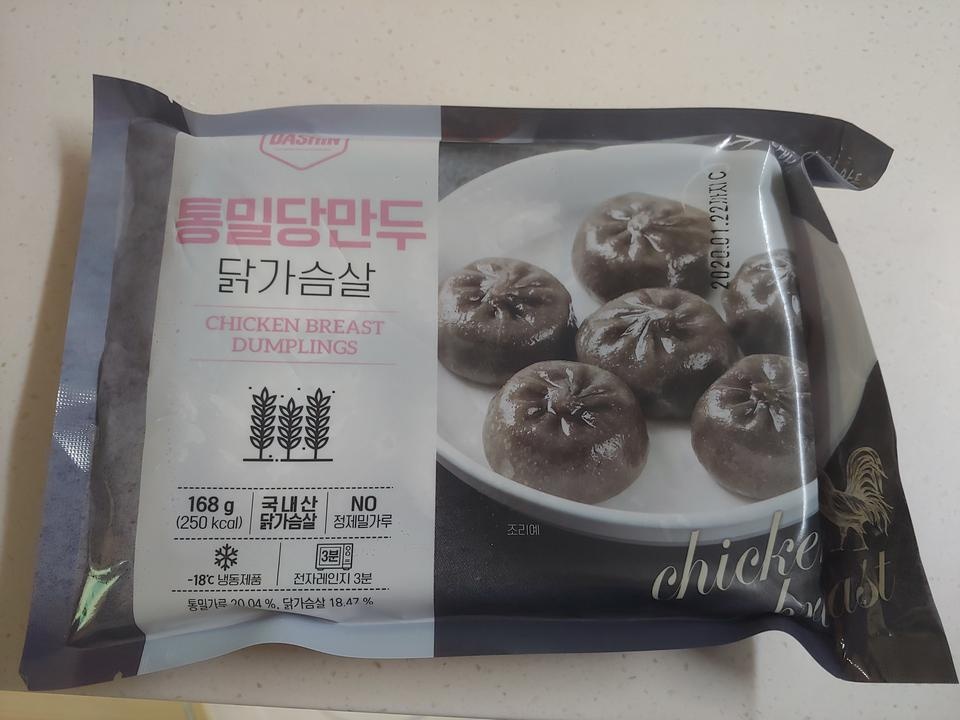 DASHIN
통밀당만두
닭가슴살
CHICKEN BREAST
DUMPLINGS
168 g
(250 kcal)
국내산
닭가슴살
NO
정제밀가루
-18℃ 냉동제품
3분
전자레인지 3분
통밀가루 20.04 %, 닭가슴살 18.47 %
2020.01.22까지C
조리예
chicken
breast